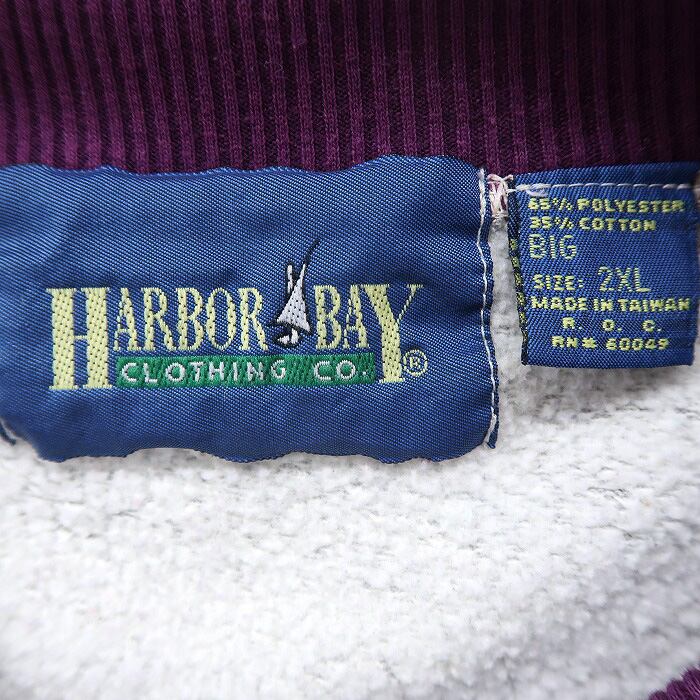 HARBOR BAY
CLOTHING CO.®
65% POLYESTER
35% COTTON
BIG
SIZE: 2XL
MADE IN TAIWAN
R. O. C.
RN# 60049